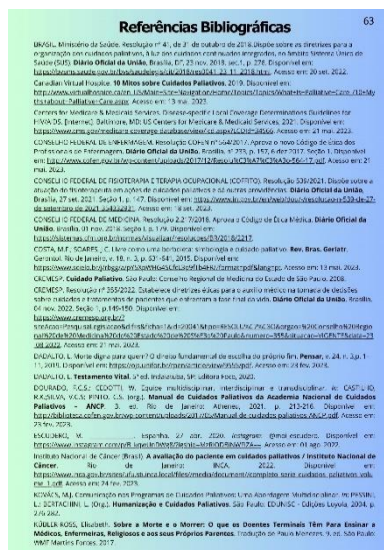 63
Referências Bibliográficas
BRASIL. Ministério da Saúde. Resolução nº 41, de 31 de outubro de 2018. Dispõe sobre as diretrizes para a
organização dos cuidados paliativos, à luz dos cuidados continuados integrados, no âmbito Sistema Único de
Saúde (SUS). Diário Oficial da União, Brasília, DF, 23 nov. 2018, sec.1, p. 276. Disponível em:
Acesso em: 20 set. 2022.
Canadian Virtual Hospice. 10 Mitos sobre Cuidados Paliativos, 2019. Disponível em:
Acesso em: 13 mai. 2023.
Centers for Medicare & Medicaid Services. Disease-specific Local Coverage Determinations Guidelines for
HIV/AIDS. [Internet]. Baltimore, MD: US Centers for Medicare & Medicaid Services; 2021. Disponível em:
Acesso em: 21 mai. 2023.
CONSELHO FEDERAL DE ENFERMAGEM. Resolução COFEN nº 564/2017. Aprova o novo Código de Ética dos
Profissionais de Enfermagem. Diário Oficial da União, Brasília, nº 233, p. 157, 6 dez 2017. Seção 1. Disponível
em: Acesso em: 21
mai. 2023.
CONSELHO FEDERAL DE FISIOTERAPIA E TERAPIA OCUPACIONAL (COFFITO). Resolução 539/2021. Dispõe sobre a
atuação do fisioterapeuta em ações de cuidados paliativos e dá outras providências. Diário Oficial da União,
Brasília, 27 set. 2021. Seção 1, p. 147. Disponível em:
Acesso em: 18 set. 2023.
CONSELHO FEDERAL DE MEDICINA. Resolução 2.217/2018. Aprova o Código de Ética Médica. Diário Oficial da
União. Brasília, 01 nov. 2018. Seção I, p. 179. Disponível em:
COSTA, M.F.; SOARES, J.C. Livre como uma borboleta: simbologia e cuidado paliativo. Rev. Bras. Geriatr.
Gerontol. Rio de Janeiro, v. 18, n. 3, p. 631-641, 2015. Disponível em:
Acesso em: 13 mai. 2023.
CREMESP. Cuidado Paliativo. São Paulo: Conselho Regional de Medicina do Estado de São Paulo, 2008.
CREMESP. Resolução nº 355/2022. Estabelece diretrizes éticas para o auxílio médico na tomada de decisões
sobre cuidados e tratamentos de pacientes que enfrentam a fase final da vida. Diário Oficial da União, Brasília,
04 nov. 2022. Seção 1, p.149-150. Disponível em:
Acesso em: 21 mai. 2023.
DADALTO, L. Morte digna para quem? O direito fundamental de escolha do próprio fim. Pensar, v. 24, n. 3, p. 1-
11, 2019. Disponível em: Acesso em: 23 fev. 2023.
DADALTO, L. Testamento Vital. 5ª ed. Indaiatuba, SP: Editora Foco, 2020.
DOURADO, R.C.S.; CEDOTTI, W. Equipe multidisciplinar, interdisciplinar e transdisciplinar. In: CASTILHO,
R.K.; SILVA, V.C.S; PINTO, C.S. (org.). Manual de Cuidados Paliativos da Academia Nacional de Cuidados
Paliativos – ANCP. 3. ed. Rio de Janeiro: Atheneu, 2021. p. 213-216. Disponível em:
Acesso em:
23 fev. 2023.
ESCUDERO, M. Espanha, 27 abr. 2020. Instagram: @mai.escudero. Disponível em:
Acesso em: 04 ago. 2022.
Instituto Nacional de Câncer (Brasil). A avaliação do paciente em cuidados paliativos / Instituto Nacional de
Câncer. Rio de Janeiro: INCA, 2022. Disponível em:
Acesso em: 24 fev. 2023.
KOVÁCS, M.J. Comunicação nos Programas de Cuidados Paliativos: Uma Abordagem Multidisciplinar. In: PESSINI,
L.; BERTACHINI, L. (Org.). Humanização e Cuidados Paliativos. São Paulo: EDUNISC - Edições Loyola, 2004. p.
276-282.
KÜBLER-ROSS, Elisabeth. Sobre a Morte e o Morrer: O que os Doentes Terminais Têm Para Ensinar a
Médicos, Enfermeiras, Religiosos e aos seus Próprios Parentes. Tradução de Paulo Menezes. 9. ed. São Paulo:
WMF Martins Fontes, 2017.